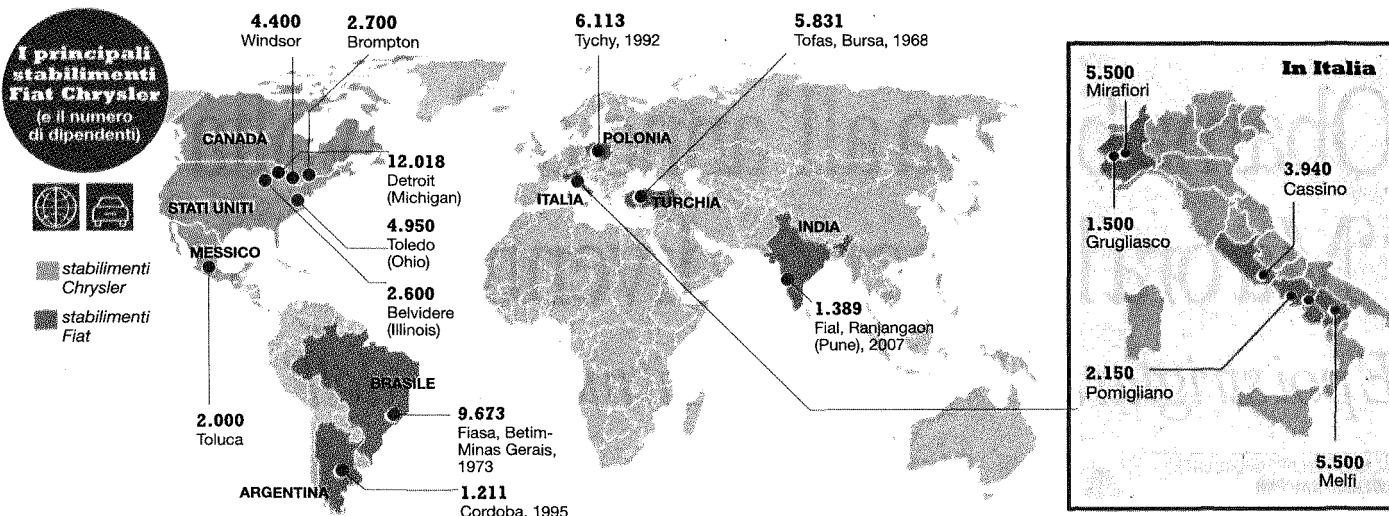 I principali
stabilimenti
Fiat Chrysler
(e il numero
di dipendenti)
stabilimenti
Chrysler
stabilimenti
Fiat
4.400
Windsor
2.700
Brompton
CANADA
STATI UNITI
MESSICO
12.018
Detroit
(Michigan)
4.950
Toledo
(Ohio)
2.600
Belvidere
(Illinois)
2.000
Toluca
BRASILE
9.673
Fiasa, Betim-
Minas Gerais,
1973
ARGENTINA
1.211
Cordoba, 1995
6.113
Tychy, 1992
5.831
Tofas, Bursa, 1968
POLONIA
ITALIA
TURCHIA
INDIA
1.389
Fial, Ranjangaon
(Pune), 2007
In Italia
5.500
Mirafiori
1.500
Grugliasco
3.940
Cassino
2.150
Pomigliano
5.500
Melfi